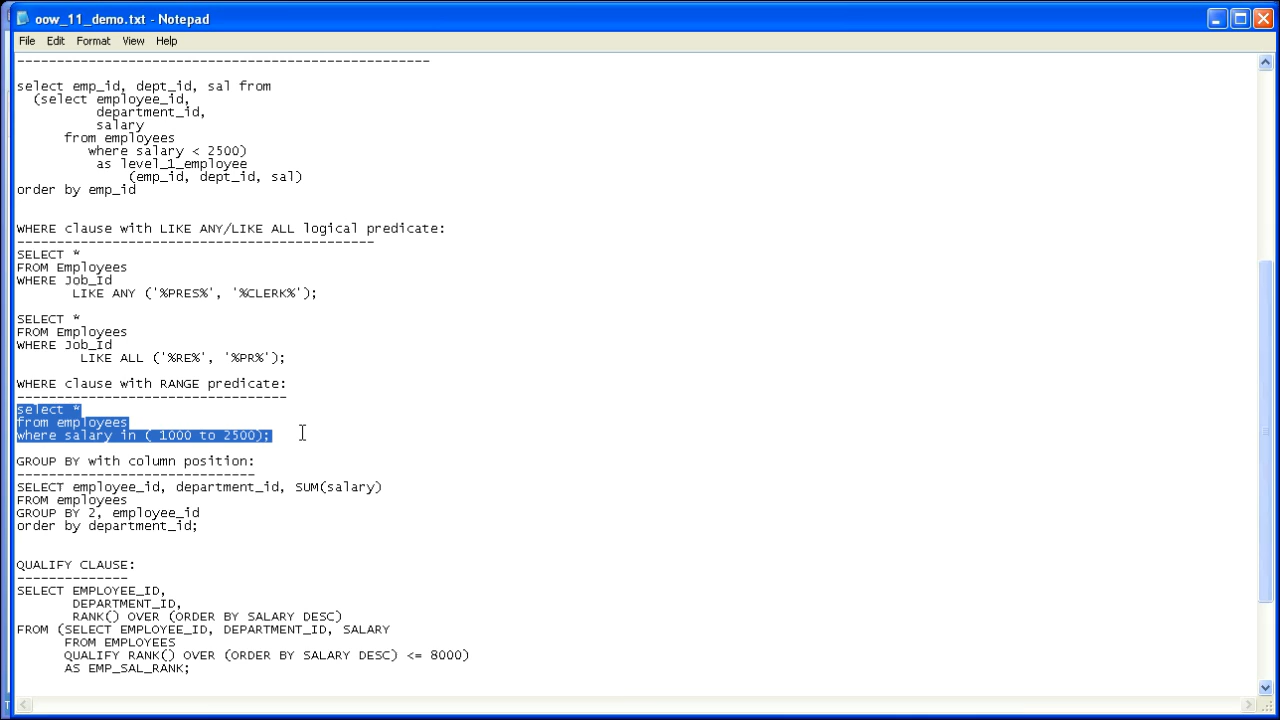 oow_11_demo.txt - Notepad
File Edit Format View Help
----------------------------------------------------
select emp_id, dept_id, sal from
(select employee_id,
department_id,
salary
from employees
where salary < 2500)
as level_1_employee
(emp_id, dept_id, sal)
order by emp_id
WHERE clause with LIKE ANY/LIKE ALL logical predicate:
---------------------------------------------
SELECT *
FROM Employees
WHERE Job_Id
LIKE ANY ('%PRES%', '%CLERK%');
SELECT *
FROM Employees
WHERE Job_Id
LIKE ALL ('%RE%', '%PR%');
WHERE clause with RANGE predicate:
----------------------------------
select *
from employees
where salary in ( 1000 to 2500);
GROUP BY with column position:
------------------------------
SELECT employee_id, department_id, SUM(salary)
FROM employees
GROUP BY 2, employee_id
order by department_id;
QUALIFY CLAUSE:
--------------
SELECT EMPLOYEE_ID,
DEPARTMENT_ID,
RANK() OVER (ORDER BY SALARY DESC)
FROM (SELECT EMPLOYEE_ID, DEPARTMENT_ID, SALARY
FROM EMPLOYEES
QUALIFY RANK() OVER (ORDER BY SALARY DESC) <= 8000)
AS EMP_SAL_RANK;